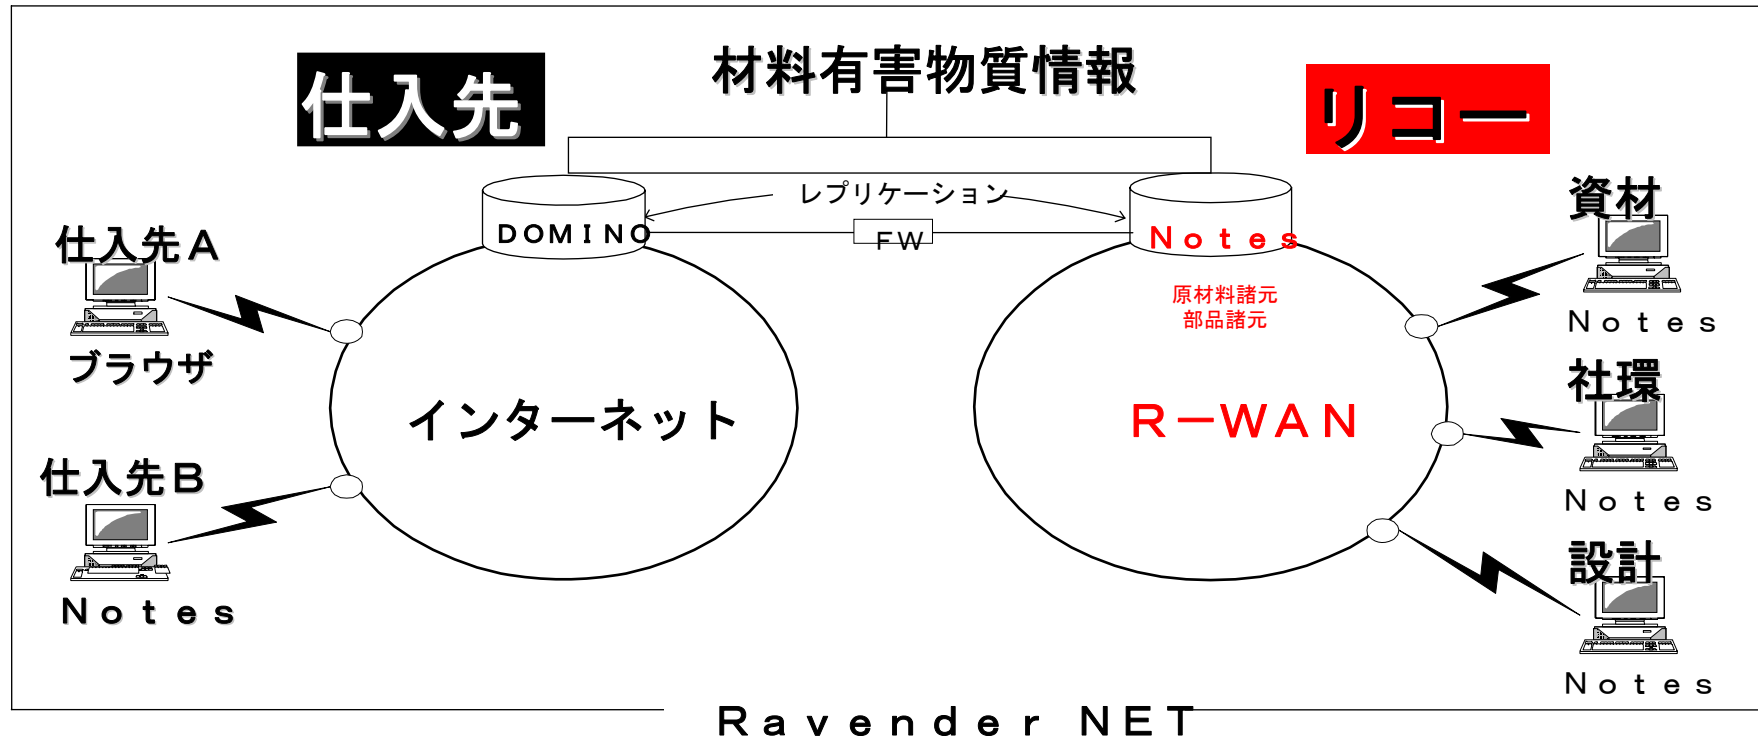 材料有害物質情報
仕入先
リコー
レプリケーション
ＤＯＭＩＮＯ
ＦＷ
Ｎｏｔｅｓ
原材料諸元
部品諸元
仕入先Ａ
ブラウザ
仕入先Ｂ
Ｎｏｔｅｓ
インターネット
Ｒ－ＷＡＮ
資材
Ｎｏｔｅｓ
社環
Ｎｏｔｅｓ
設計
Ｎｏｔｅｓ
Ｒａｖｅｎｄｅｒ ＮＥＴ